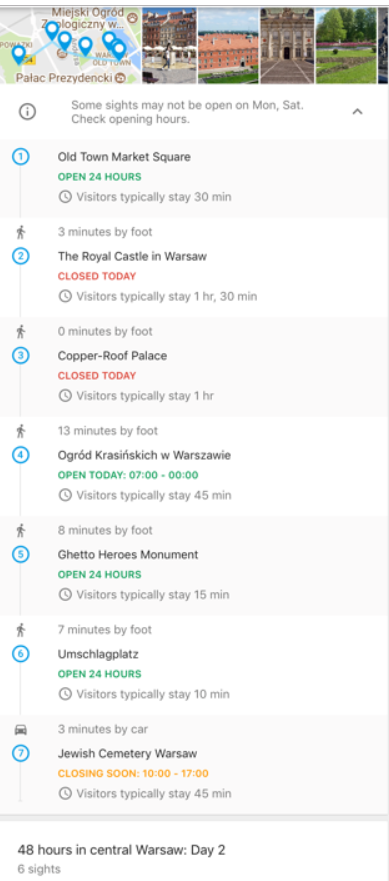 Miejski Ogród
Zoologiczny w...
OLD TOWN
Pałac Prezydencki
Some sights may not be open on Mon, Sat.
Check opening hours.
1
Old Town Market Square
OPEN 24 HOURS
Visitors typically stay 30 min
3 minutes by foot
2
The Royal Castle in Warsaw
CLOSED TODAY
Visitors typically stay 1 hr, 30 min
0 minutes by foot
3
Copper-Roof Palace
CLOSED TODAY
Visitors typically stay 1 hr
13 minutes by foot
4
Ogród Krasińskich w Warszawie
OPEN TODAY: 07:00 - 00:00
Visitors typically stay 45 min
8 minutes by foot
5
Ghetto Heroes Monument
OPEN 24 HOURS
Visitors typically stay 15 min
7 minutes by foot
6
Umschlagplatz
OPEN 24 HOURS
Visitors typically stay 10 min
3 minutes by car
7
Jewish Cemetery Warsaw
CLOSING SOON: 10:00 - 17:00
Visitors typically stay 45 min
48 hours in central Warsaw: Day 2
6 sights